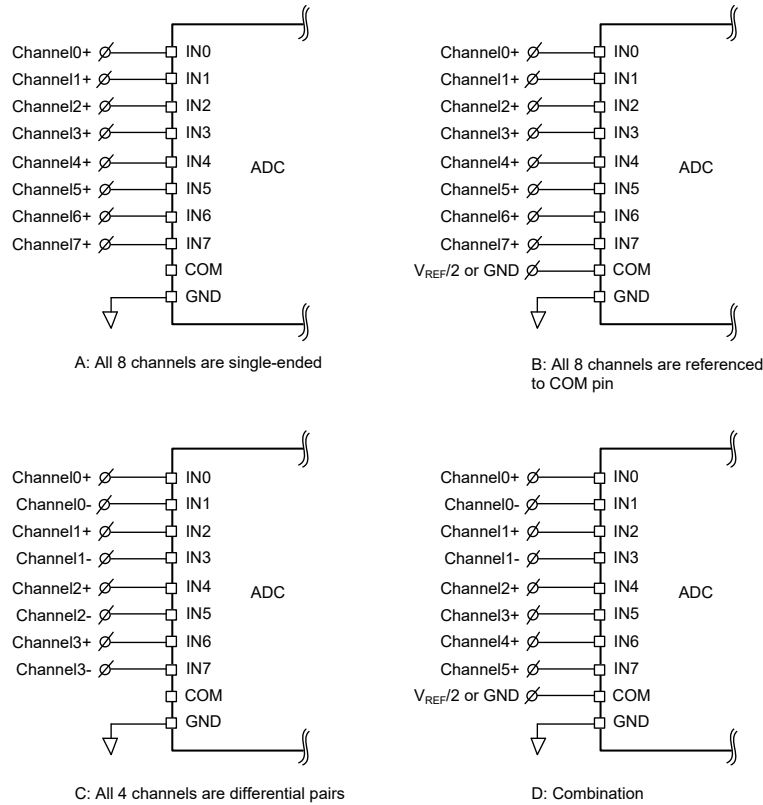 Channel0+ IN0
Channel1+ IN1
Channel2+ IN2
Channel3+ IN3
Channel4+ IN4
Channel5+ IN5
Channel6+ IN6
Channel7+ IN7
COM
GND
ADC
A: All 8 channels are single-ended
Channel0+ IN0
Channel1+ IN1
Channel2+ IN2
Channel3+ IN3
Channel4+ IN4
Channel5+ IN5
Channel6+ IN6
Channel7+ IN7
VREF/2 or GND COM
GND
ADC
B: All 8 channels are referenced
to COM pin
Channel0+ IN0
Channel0- IN1
Channel1+ IN2
Channel1- IN3
Channel2+ IN4
Channel2- IN5
Channel3+ IN6
Channel3- IN7
COM
GND
ADC
C: All 4 channels are differential pairs
Channel0+ IN0
Channel0- IN1
Channel1+ IN2
Channel1- IN3
Channel2+ IN4
Channel3+ IN5
Channel4+ IN6
Channel5+ IN7
VREF/2 or GND COM
GND
ADC
D: Combination